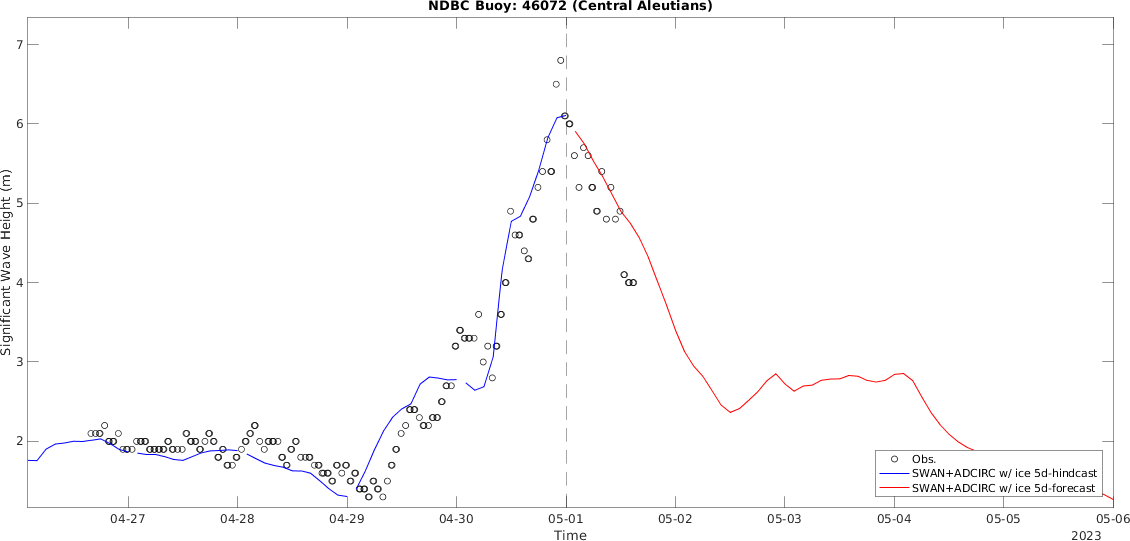 NDBC Buoy: 46072 (Central Aleutians)
7
6
5
4
3
2
Significant Wave Height (m)
04-27
04-28
04-29
04-30
05-01
05-02
05-03
05-04
05-05
05-06
Time
2023
Obs.
SWAN+ADCIRC w/ ice 5d-hindcast
SWAN+ADCIRC w/ ice 5d-forecast